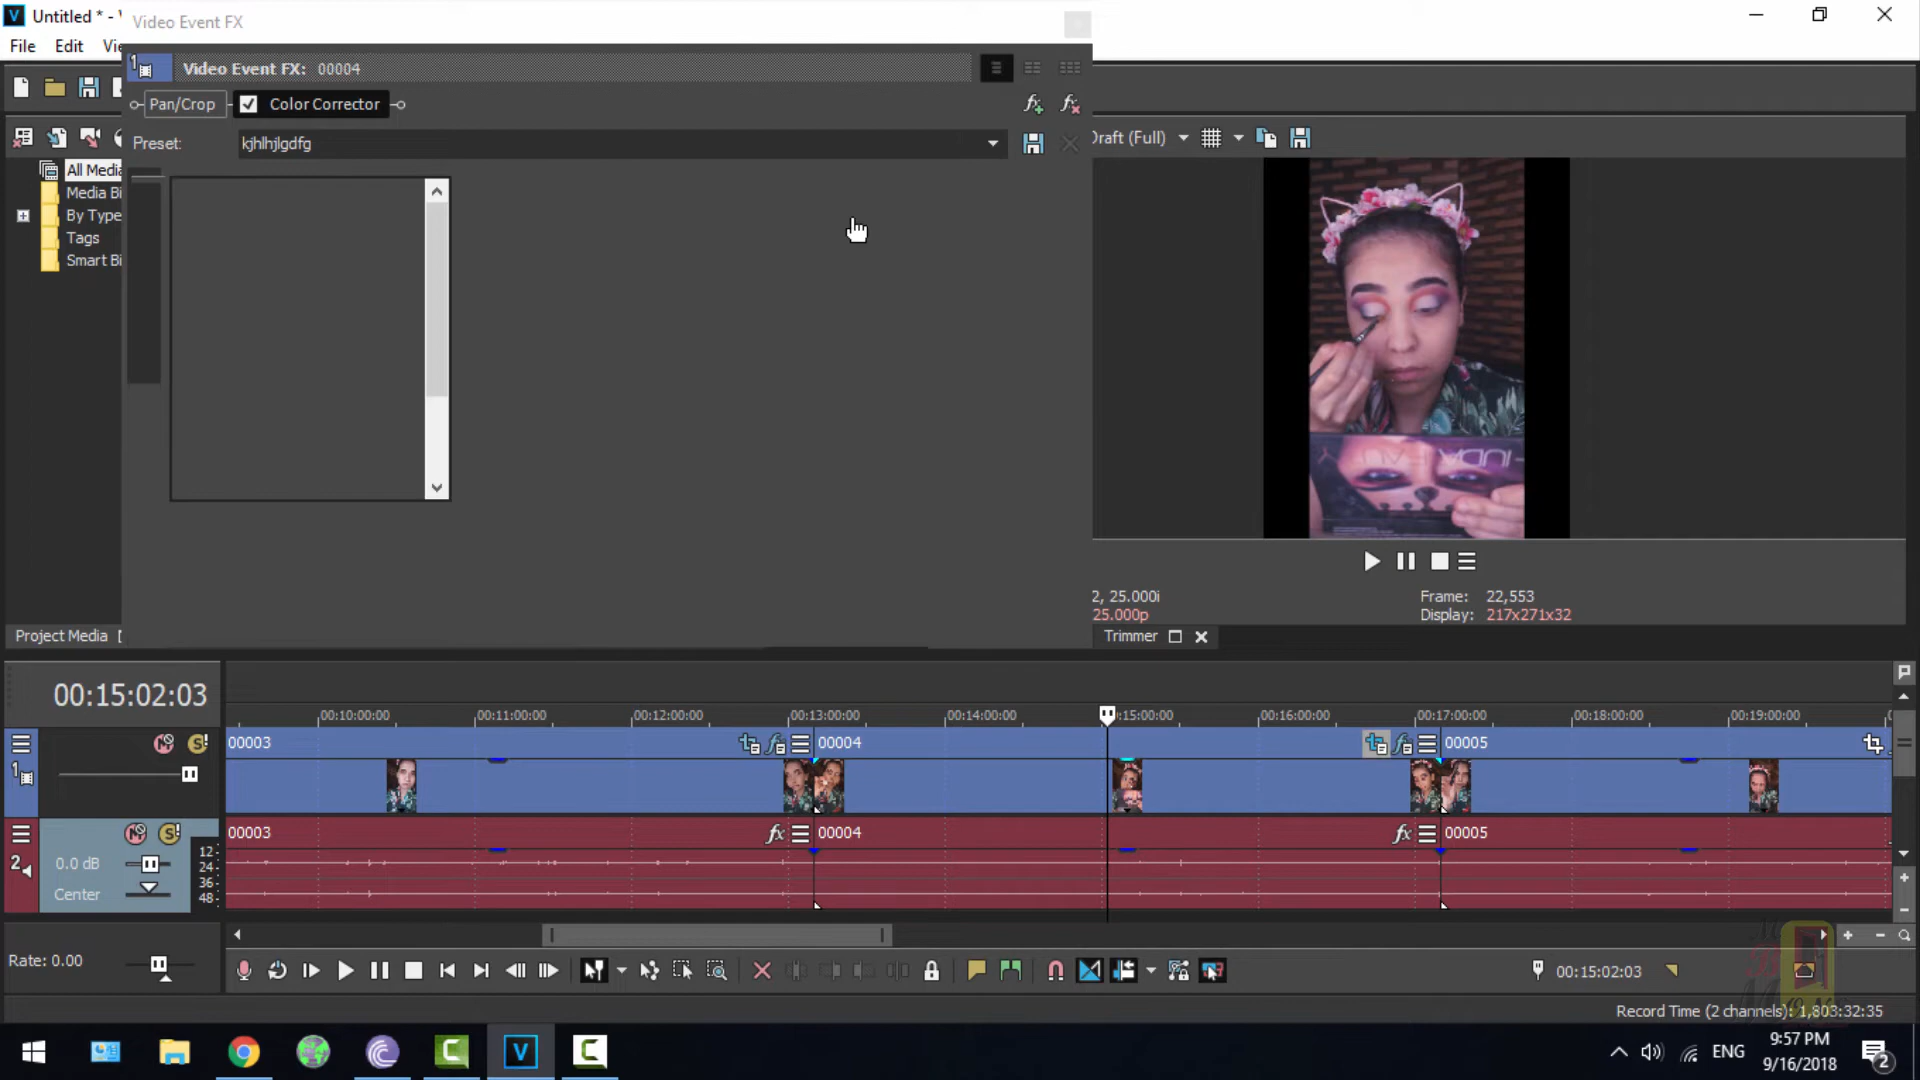 Untitled * - V
Video Event FX
File Edit Vie
Video Event FX: 00004
Pan/Crop Color Corrector
Preset: kjhlhjlgdfg
Draft (Full)
All Media
Media Bi
By Type
Tags
Smart Bi
2, 25.000i
25.000p
Frame: 22,553
Display: 217x271x32
Project Media
Trimmer
00:15:02:03
00:10:00:00 00:11:00:00 00:12:00:00 00:13:00:00 00:14:00:00 :15:00:00 00:16:00:00 00:17:00:00 00:18:00:00 00:19:00:00
00003 00004 00005
1
00003 fx 00004 fx 00005
2
0.0 dB
Center
12-
24-
36-
48-
Rate: 0.00
00:15:02:03
Record Time (2 channels): 1,803:32:35
ENG
9:57 PM
9/16/2018
2